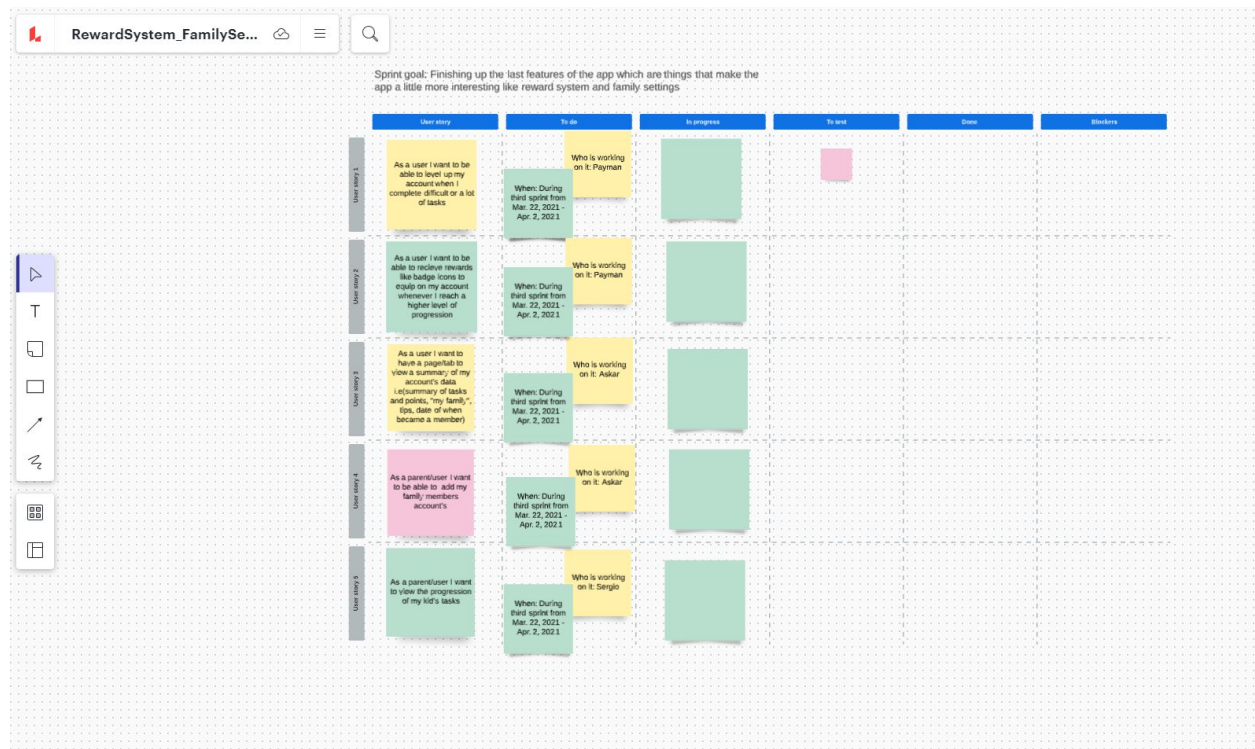 RewardSystem_FamilySe...
Sprint goal: Finishing up the last features of the app which are things that make the
app a little more interesting like reward system and family settings
User story
To do
In progress
To test
Done
Blockers
User story 1
As a user I want to be
able to level up my
account when I
complete difficult or a lot
of tasks
When: During
third sprint from
Mar. 22, 2021 -
Apr. 2, 2021
Who is working
on it: Payman
User story 2
As a user I want to be
able to recieve rewards
like badge icons to
equip on my account
whenever I reach a
higher level of
progression
When: During
third sprint from
Mar. 22, 2021 -
Apr. 2, 2021
Who is working
on it: Payman
User story 3
As a user I want to
have a page/tab to
view a summary of my
account's data
i.e(summary of tasks
and points, "my family",
tips, date of when
became a member)
When: During
third sprint from
Mar. 22, 2021 -
Apr. 2, 2021
Who is working
on it: Askar
User story 4
As a parent/user I want
to be able to add my
family members
account's
When: During
third sprint from
Mar. 22, 2021 -
Apr. 2, 2021
Who is working
on it: Askar
User story 5
As a parent/user I want
to view the progression
of my kid's tasks
When: During
third sprint from
Mar. 22, 2021 -
Apr. 2, 2021
Who is working
on it: Sergio
T